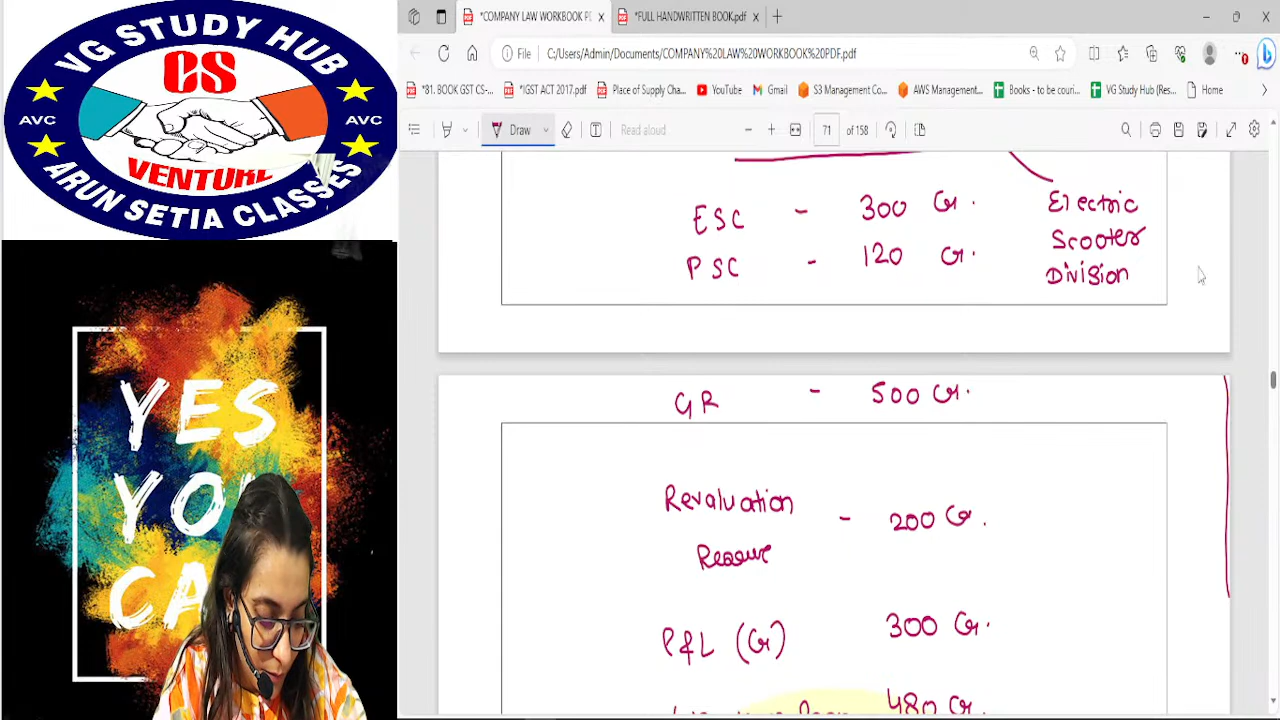 VG STUDY HUB
CS
AVC
AVC
VENTURE
ARUN SETIA CLASSES
YES
YO
CA
*COMPANY LAW WORKBOOK P
*FULL HANDWRITTEN BOOK.pdf
File
C:/Users/Admin/Documents/COMPANY%20LAW%20WORKBOOK%20PDF.pdf
*81. BOOK GST CS-...
*IGST ACT 2017.pdf
Place of Supply Cha...
YouTube
Gmail
S3 Management Co...
AWS Management...
Books - to be couri...
VG Study Hub (Res...
Home
Draw
Read aloud
71 of 158
ESC - 300 Cr.
PSC - 120 Cr.
Electric
Scooter
Division
GR - 500 Cr.
Revaluation
Reserve - 200 Cr.
P&L (Cr) 300 Cr.
480 Cr.